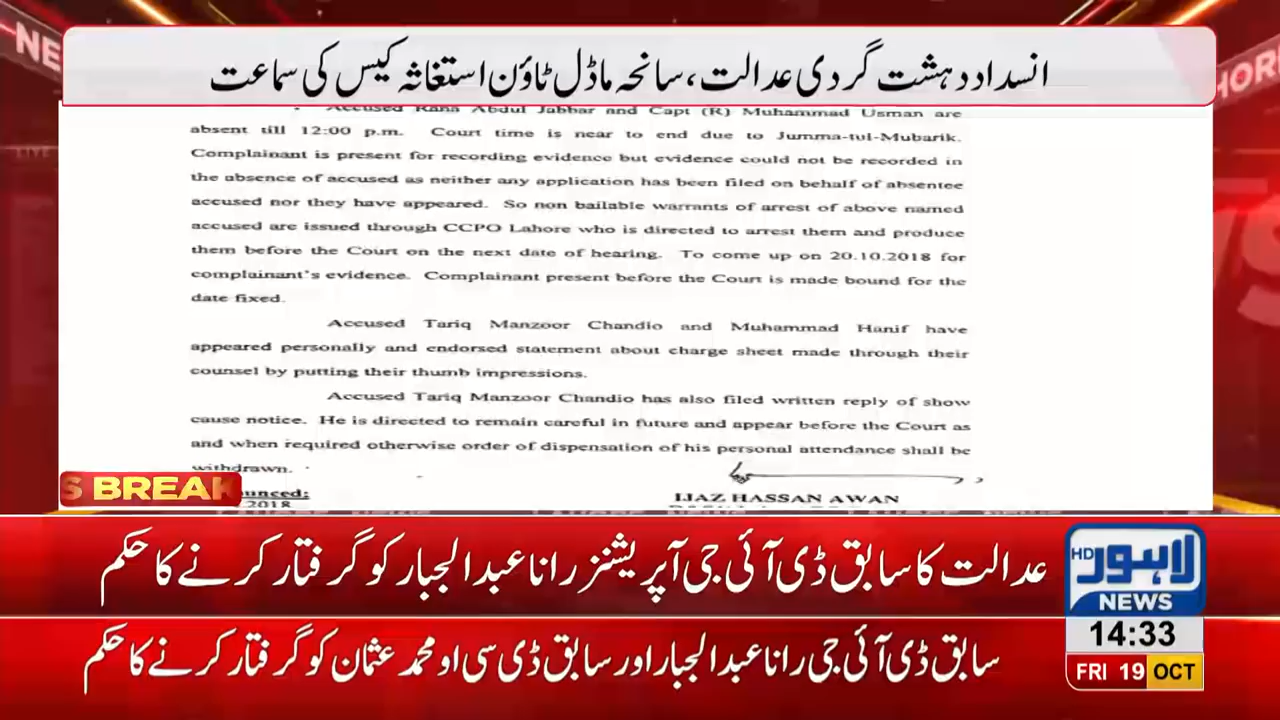 NE
HORE
LIVE
انسداد دہشت گردی عدالت، سانحہ ماڈل ٹاؤن استغاثہ کیس کی سماعت
Accused Rana Abdul Jabbar and Capt (R) Muhammad Usman are
absent till 12:00 p.m. Court time is near to end due to Jumma-tul-Mubarik.
Complainant is present for recording evidence but evidence could not be recorded in
the absence of accused as neither any application has been filed on behalf of absentee
accused nor they have appeared. So non bailable warrants of arrest of above named
accused are issued through CCPO Lahore who is directed to arrest them and produce
them before the Court on the next date of hearing. To come up on 20.10.2018 for
complainant's evidence. Complainant present before the Court is made bound for the
date fixed.
Accused Tariq Manzoor Chandio and Muhammad Hanif have
appeared personally and endorsed statement about charge sheet made through their
counsel by putting their thumb impressions.
Accused Tariq Manzoor Chandio has also filed written reply of show
cause notice. He is directed to remain careful in future and appear before the Court as
and when required otherwise order of dispensation of his personal attendance shall be
withdrawn.
S BREAK
unced:
.2018
IJAZ HASSAN AWAN
عدالت کا سابق ڈی آئی جی آپریشنز رانا عبدالجبار کو گرفتار کرنے کا حکم
سابق ڈی آئی جی رانا عبدالجبار اور سابق ڈی سی او محمد عثمان کو گرفتار کرنے کا حکم
لاہور HD
NEWS
14:33
FRI 19 OCT